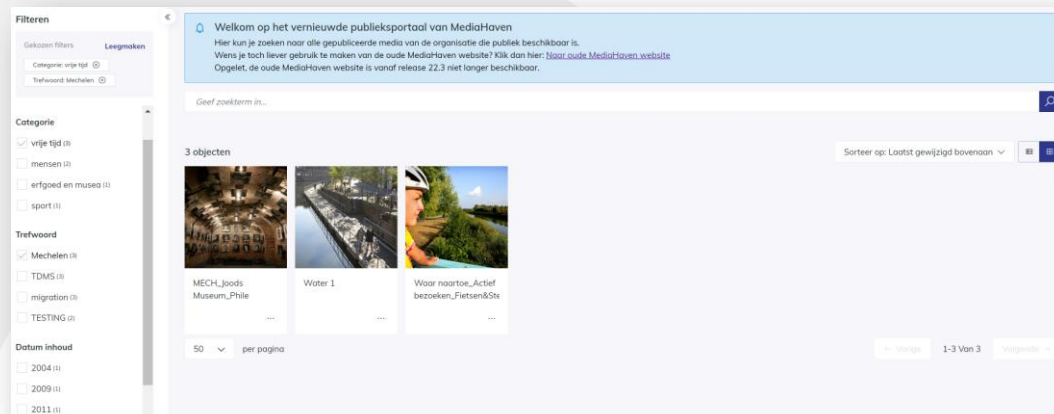 Filteren
Gekozen filters
Leegmaken
Categorie: vrije tijd
Trefwoord: Mechelen
Categorie
vrije tijd (3)
mensen (2)
erfgoed en musea (1)
sport (1)
Trefwoord
Mechelen (3)
TDMS (3)
migration (3)
TESTING (2)
Datum inhoud
2004 (1)
2009 (1)
2011 (1)
Welkom op het vernieuwde publieksportaal van MediaHaven
Hier kun je zoeken naar alle gepubliceerde media van de organisatie die publiek beschikbaar is.
Wens je toch liever gebruik te maken van de oude MediaHaven website? Klik dan hier: Naar oude MediaHaven website
Opgelet, de oude MediaHaven website is vanaf release 22.3 niet langer beschikbaar.
Geef zoekterm in...
3 objecten
Sorteer op: Laatst gewijzigd bovenaan
MECH_Joods
Museum_Phile
...
Water 1
...
Waar naartoe_Actief
bezoeken_Fietsen&Ste
...
50
per pagina
← Vorige
1-3 Van 3
Volgende →